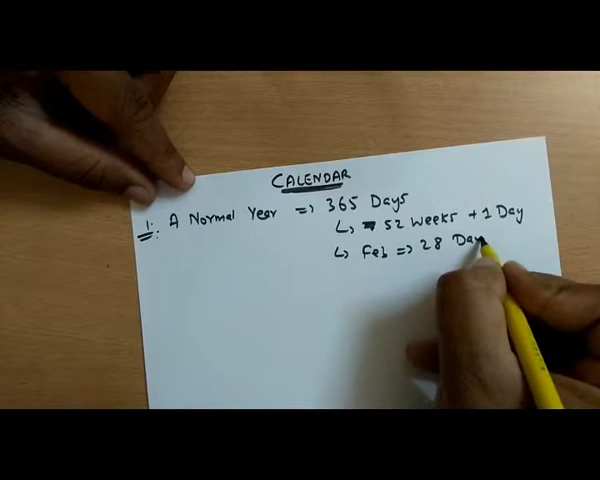 CALENDAR
1. A Normal Year => 365 Days
↳ 52 Weeks + 1 Day
↳ Feb => 28 Day